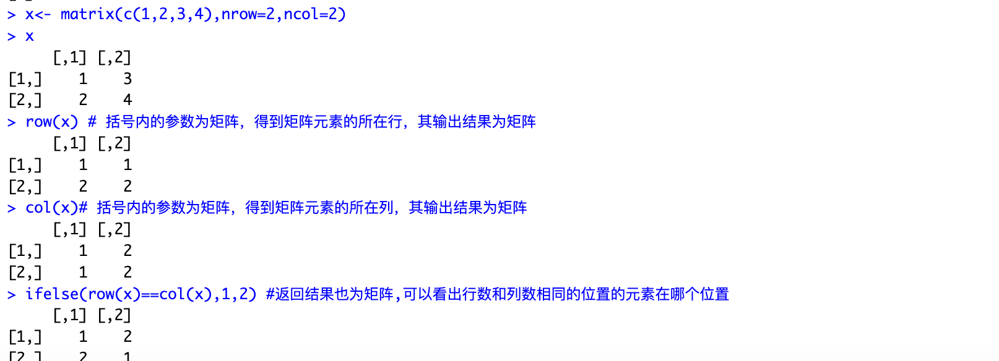 > x<- matrix(c(1,2,3,4),nrow=2,ncol=2)
> x
     [,1] [,2]
[1,]    1    3
[2,]    2    4
> row(x) # 括号内的参数为矩阵，得到矩阵元素的所在行，其输出结果为矩阵
     [,1] [,2]
[1,]    1    1
[2,]    2    2
> col(x)# 括号内的参数为矩阵，得到矩阵元素的所在列，其输出结果为矩阵
     [,1] [,2]
[1,]    1    2
[2,]    1    2
> ifelse(row(x)==col(x),1,2) #返回结果也为矩阵,可以看出行数和列数相同的位置的元素在哪个位置
     [,1] [,2]
[1,]    1    2
[2,]    2    1